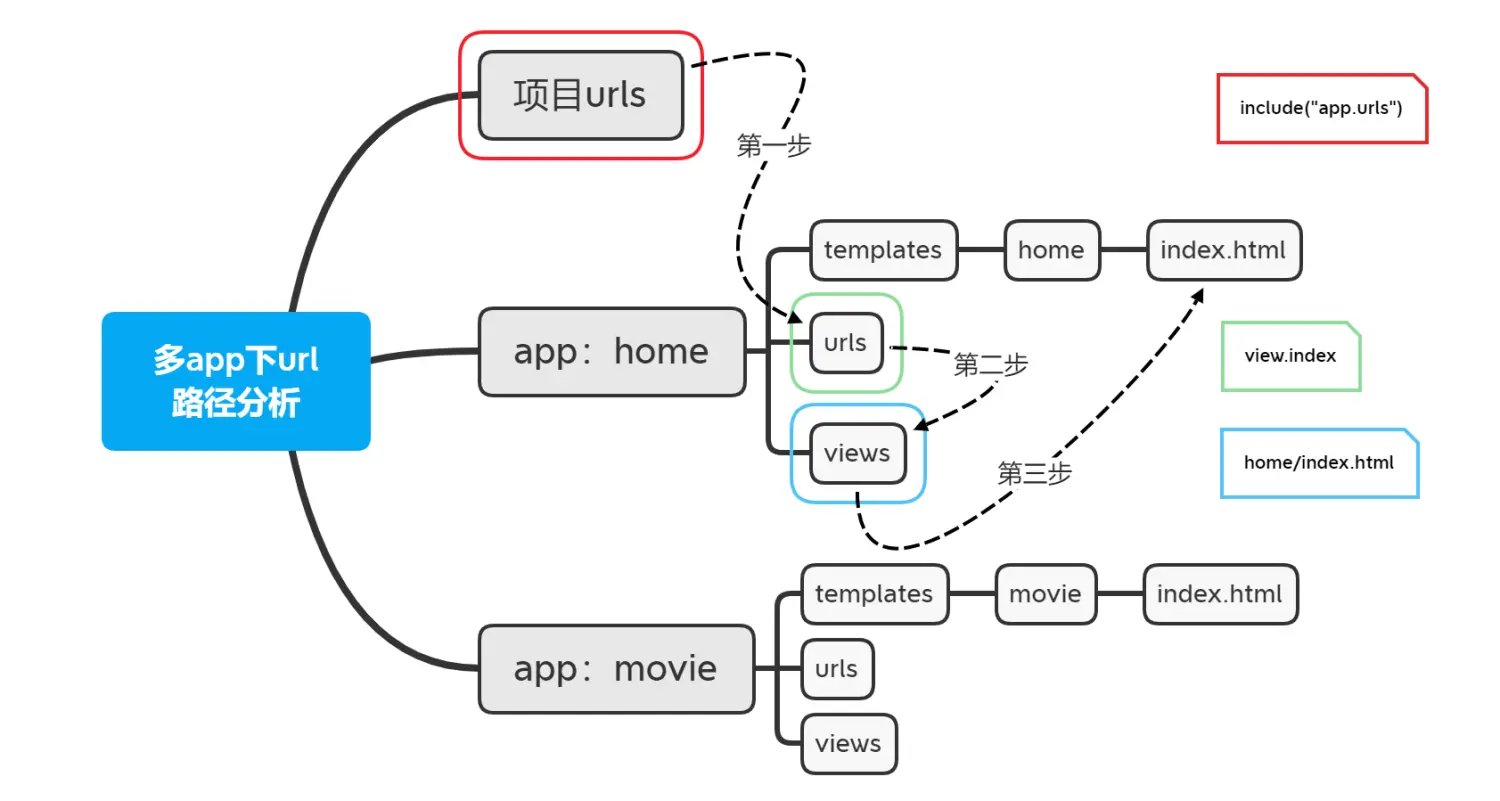 项目urls
include("app.urls")
第一步
templates
home
index.html
多app下url
路径分析
app：home
urls
第二步
view.index
views
第三步
home/index.html
app：movie
templates
movie
index.html
urls
views